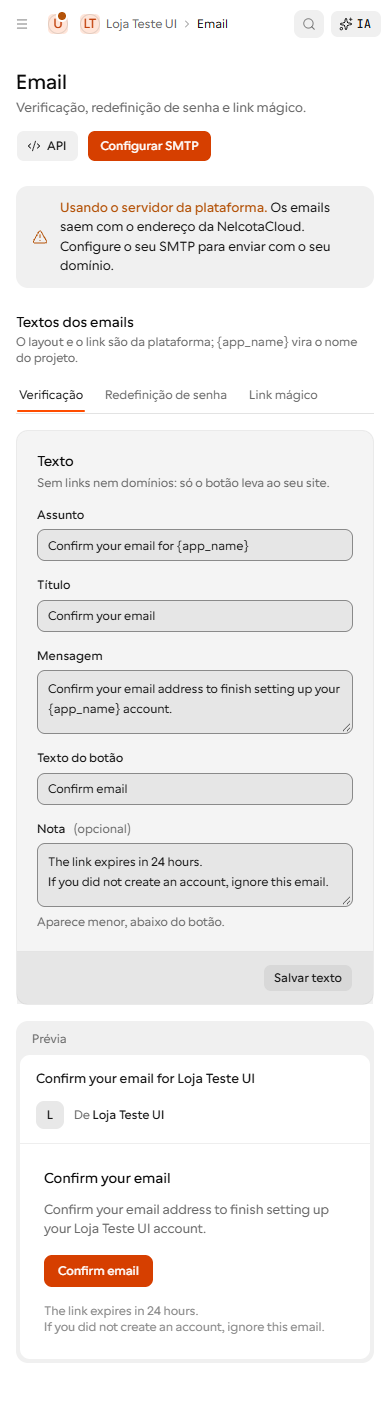 U LT Loja Teste UI > Email IA
Email
Verificação, redefinição de senha e link mágico.
</> API Configurar SMTP
Usando o servidor da plataforma. Os emails
saem com o endereço da NelcotaCloud.
Configure o seu SMTP para enviar com o seu
domínio.
Textos dos emails
O layout e o link são da plataforma; {app_name} vira o nome
do projeto.
Verificação Redefinição de senha Link mágico
Texto
Sem links nem domínios: só o botão leva ao seu site.
Assunto
Confirm your email for {app_name}
Título
Confirm your email
Mensagem
Confirm your email address to finish setting up your
{app_name} account.
Texto do botão
Confirm email
Nota (opcional)
The link expires in 24 hours.
If you did not create an account, ignore this email.
Aparece menor, abaixo do botão.
Salvar texto
Prévia
Confirm your email for Loja Teste UI
L De Loja Teste UI
Confirm your email
Confirm your email address to finish setting up
your Loja Teste UI account.
Confirm email
The link expires in 24 hours.
If you did not create an account, ignore this email.